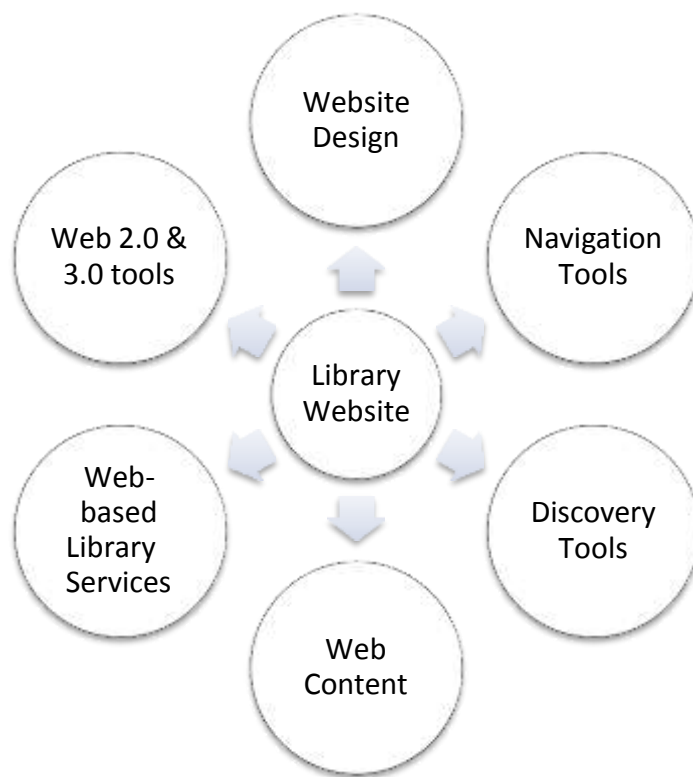 Website
Design
Web 2.0 &
3.0 tools
Navigation
Tools
Library
Website
Web-
based
Library
Services
Discovery
Tools
Web
Content